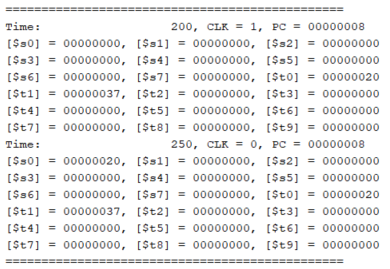 ================================================
Time: 200, CLK = 1, PC = 00000008
[$s0] = 00000000, [$s1] = 00000000, [$s2] = 00000000
[$s3] = 00000000, [$s4] = 00000000, [$s5] = 00000000
[$s6] = 00000000, [$s7] = 00000000, [$t0] = 00000020
[$t1] = 00000037, [$t2] = 00000000, [$t3] = 00000000
[$t4] = 00000000, [$t5] = 00000000, [$t6] = 00000000
[$t7] = 00000000, [$t8] = 00000000, [$t9] = 00000000
Time: 250, CLK = 0, PC = 00000008
[$s0] = 00000020, [$s1] = 00000000, [$s2] = 00000000
[$s3] = 00000000, [$s4] = 00000000, [$s5] = 00000000
[$s6] = 00000000, [$s7] = 00000000, [$t0] = 00000020
[$t1] = 00000037, [$t2] = 00000000, [$t3] = 00000000
[$t4] = 00000000, [$t5] = 00000000, [$t6] = 00000000
[$t7] = 00000000, [$t8] = 00000000, [$t9] = 00000000
================================================